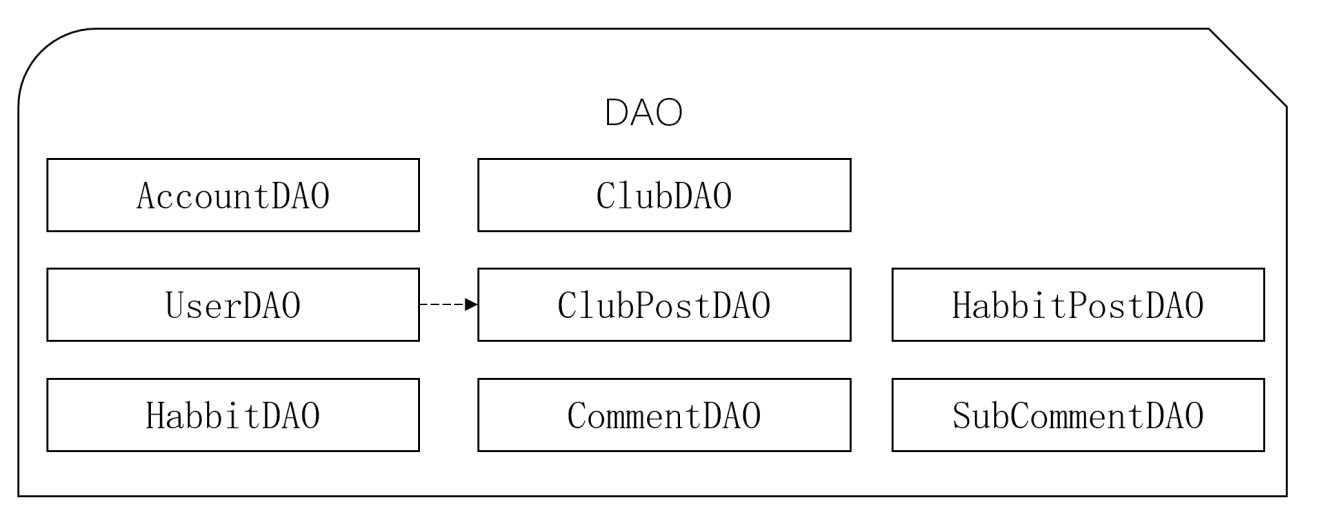 DAO
AccountDAO
ClubDAO
UserDAO
ClubPostDAO
HabbitPostDAO
HabbitDAO
CommentDAO
SubCommentDAO